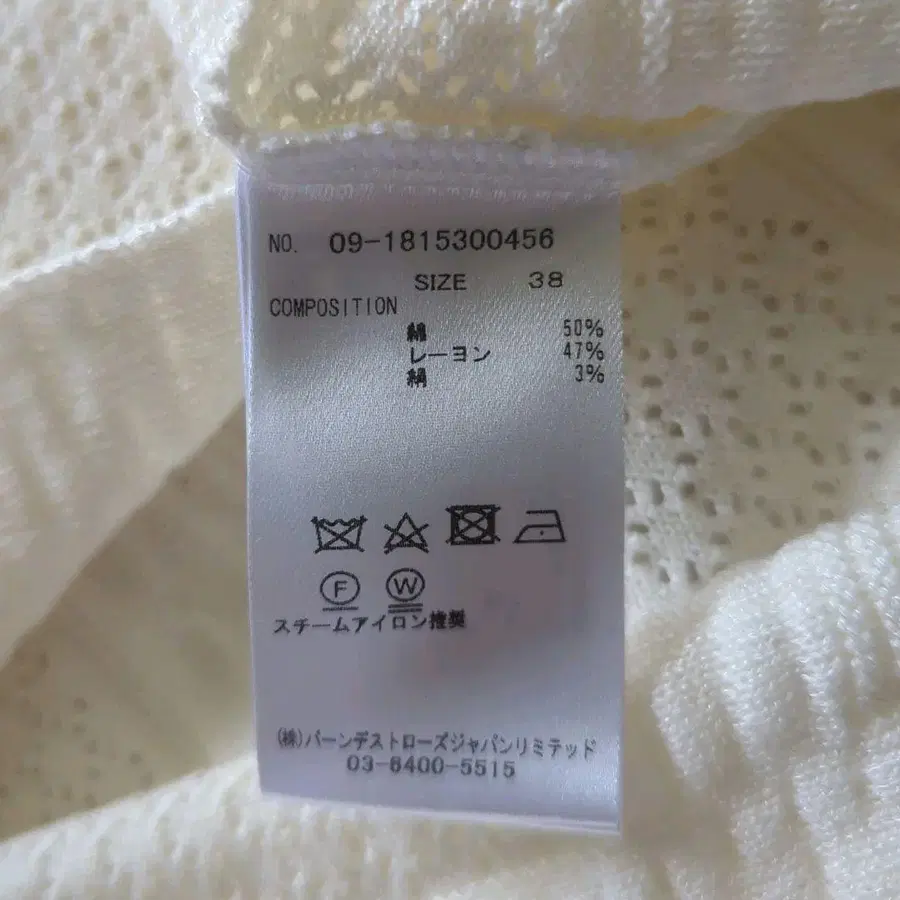 NO. 09-1815300456
SIZE 38
COMPOSITION
綿 50%
レーヨン 47%
絹 3%
F W
スチームアイロン推奨
(株)バーンデストローズジャパンリミテッド
03-6400-5515